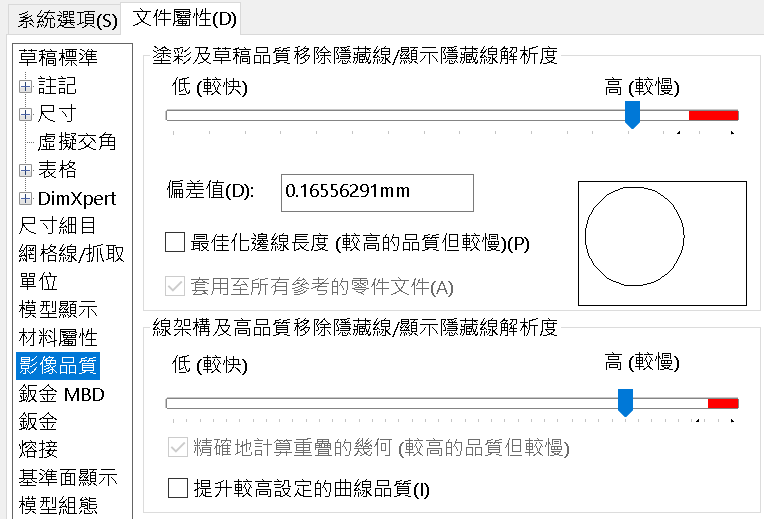 系統選項(S) 文件屬性(D)
草稿標準
註記
尺寸
虛擬交角
表格
DimXpert
尺寸細目
網格線/抓取
單位
模型顯示
材料屬性
影像品質
鈑金 MBD
鈑金
熔接
基準面顯示
模型組態
塗彩及草稿品質移除隱藏線/顯示隱藏線解析度
低 (較快) 高 (較慢)
偏差值(D): 0.16556291mm
最佳化邊線長度 (較高的品質但較慢)(P)
套用至所有參考的零件文件(A)
線架構及高品質移除隱藏線/顯示隱藏線解析度
低 (較快) 高 (較慢)
精確地計算重疊的幾何 (較高的品質但較慢)
提升較高設定的曲線品質(I)